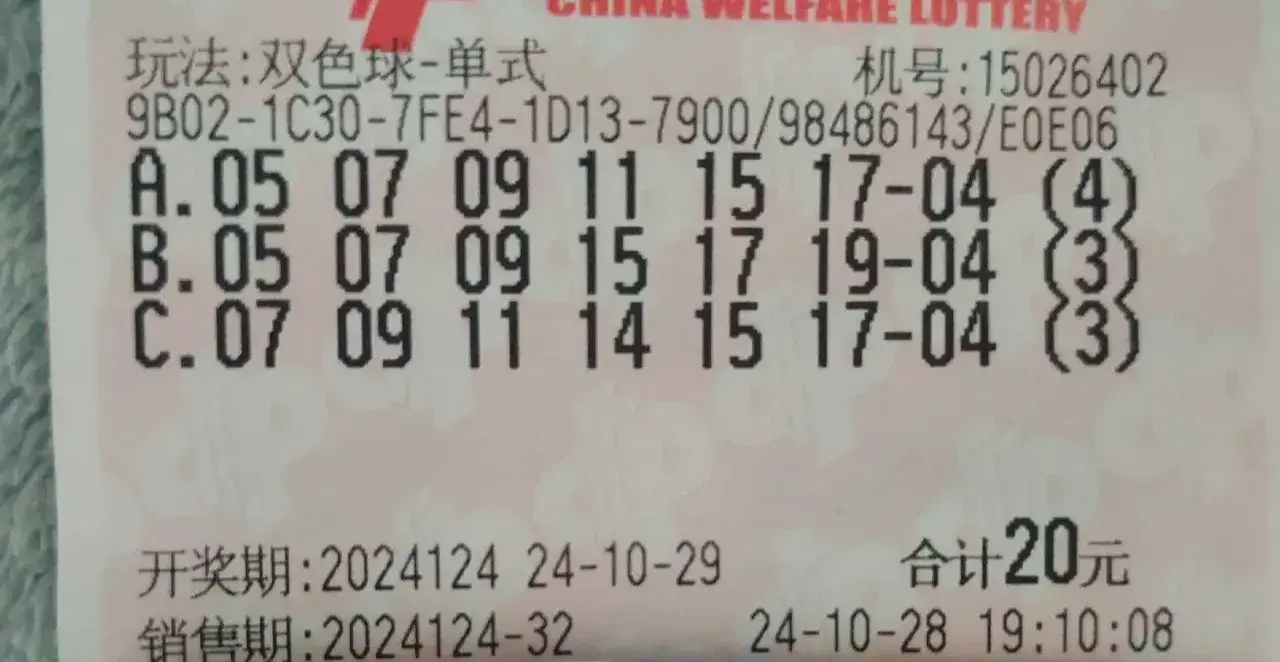 CHINA WELFARE LOTTERY
玩法:双色球-单式 机号:15026402
9B02-1C30-7FE4-1D13-7900/98486143/E0E06
A.05 07 09 11 15 17-04 (4)
B.05 07 09 15 17 19-04 (3)
C.07 09 11 14 15 17-04 (3)
开奖期:2024124 24-10-29 合计20元
销售期:2024124-32 24-10-28 19:10:08